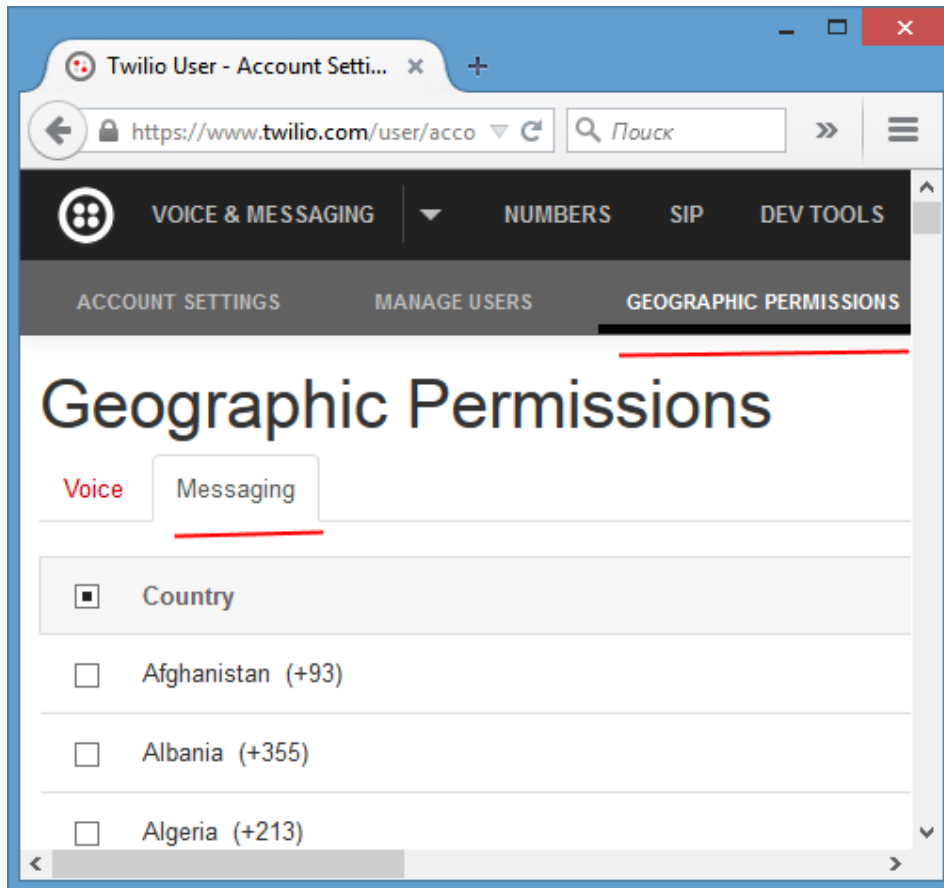 Twilio User - Account Setti...
https://www.twilio.com/user/acco
Поиск
VOICE & MESSAGING NUMBERS SIP DEV TOOLS
ACCOUNT SETTINGS MANAGE USERS GEOGRAPHIC PERMISSIONS
Geographic Permissions
Voice Messaging
Country
Afghanistan (+93)
Albania (+355)
Algeria (+213)